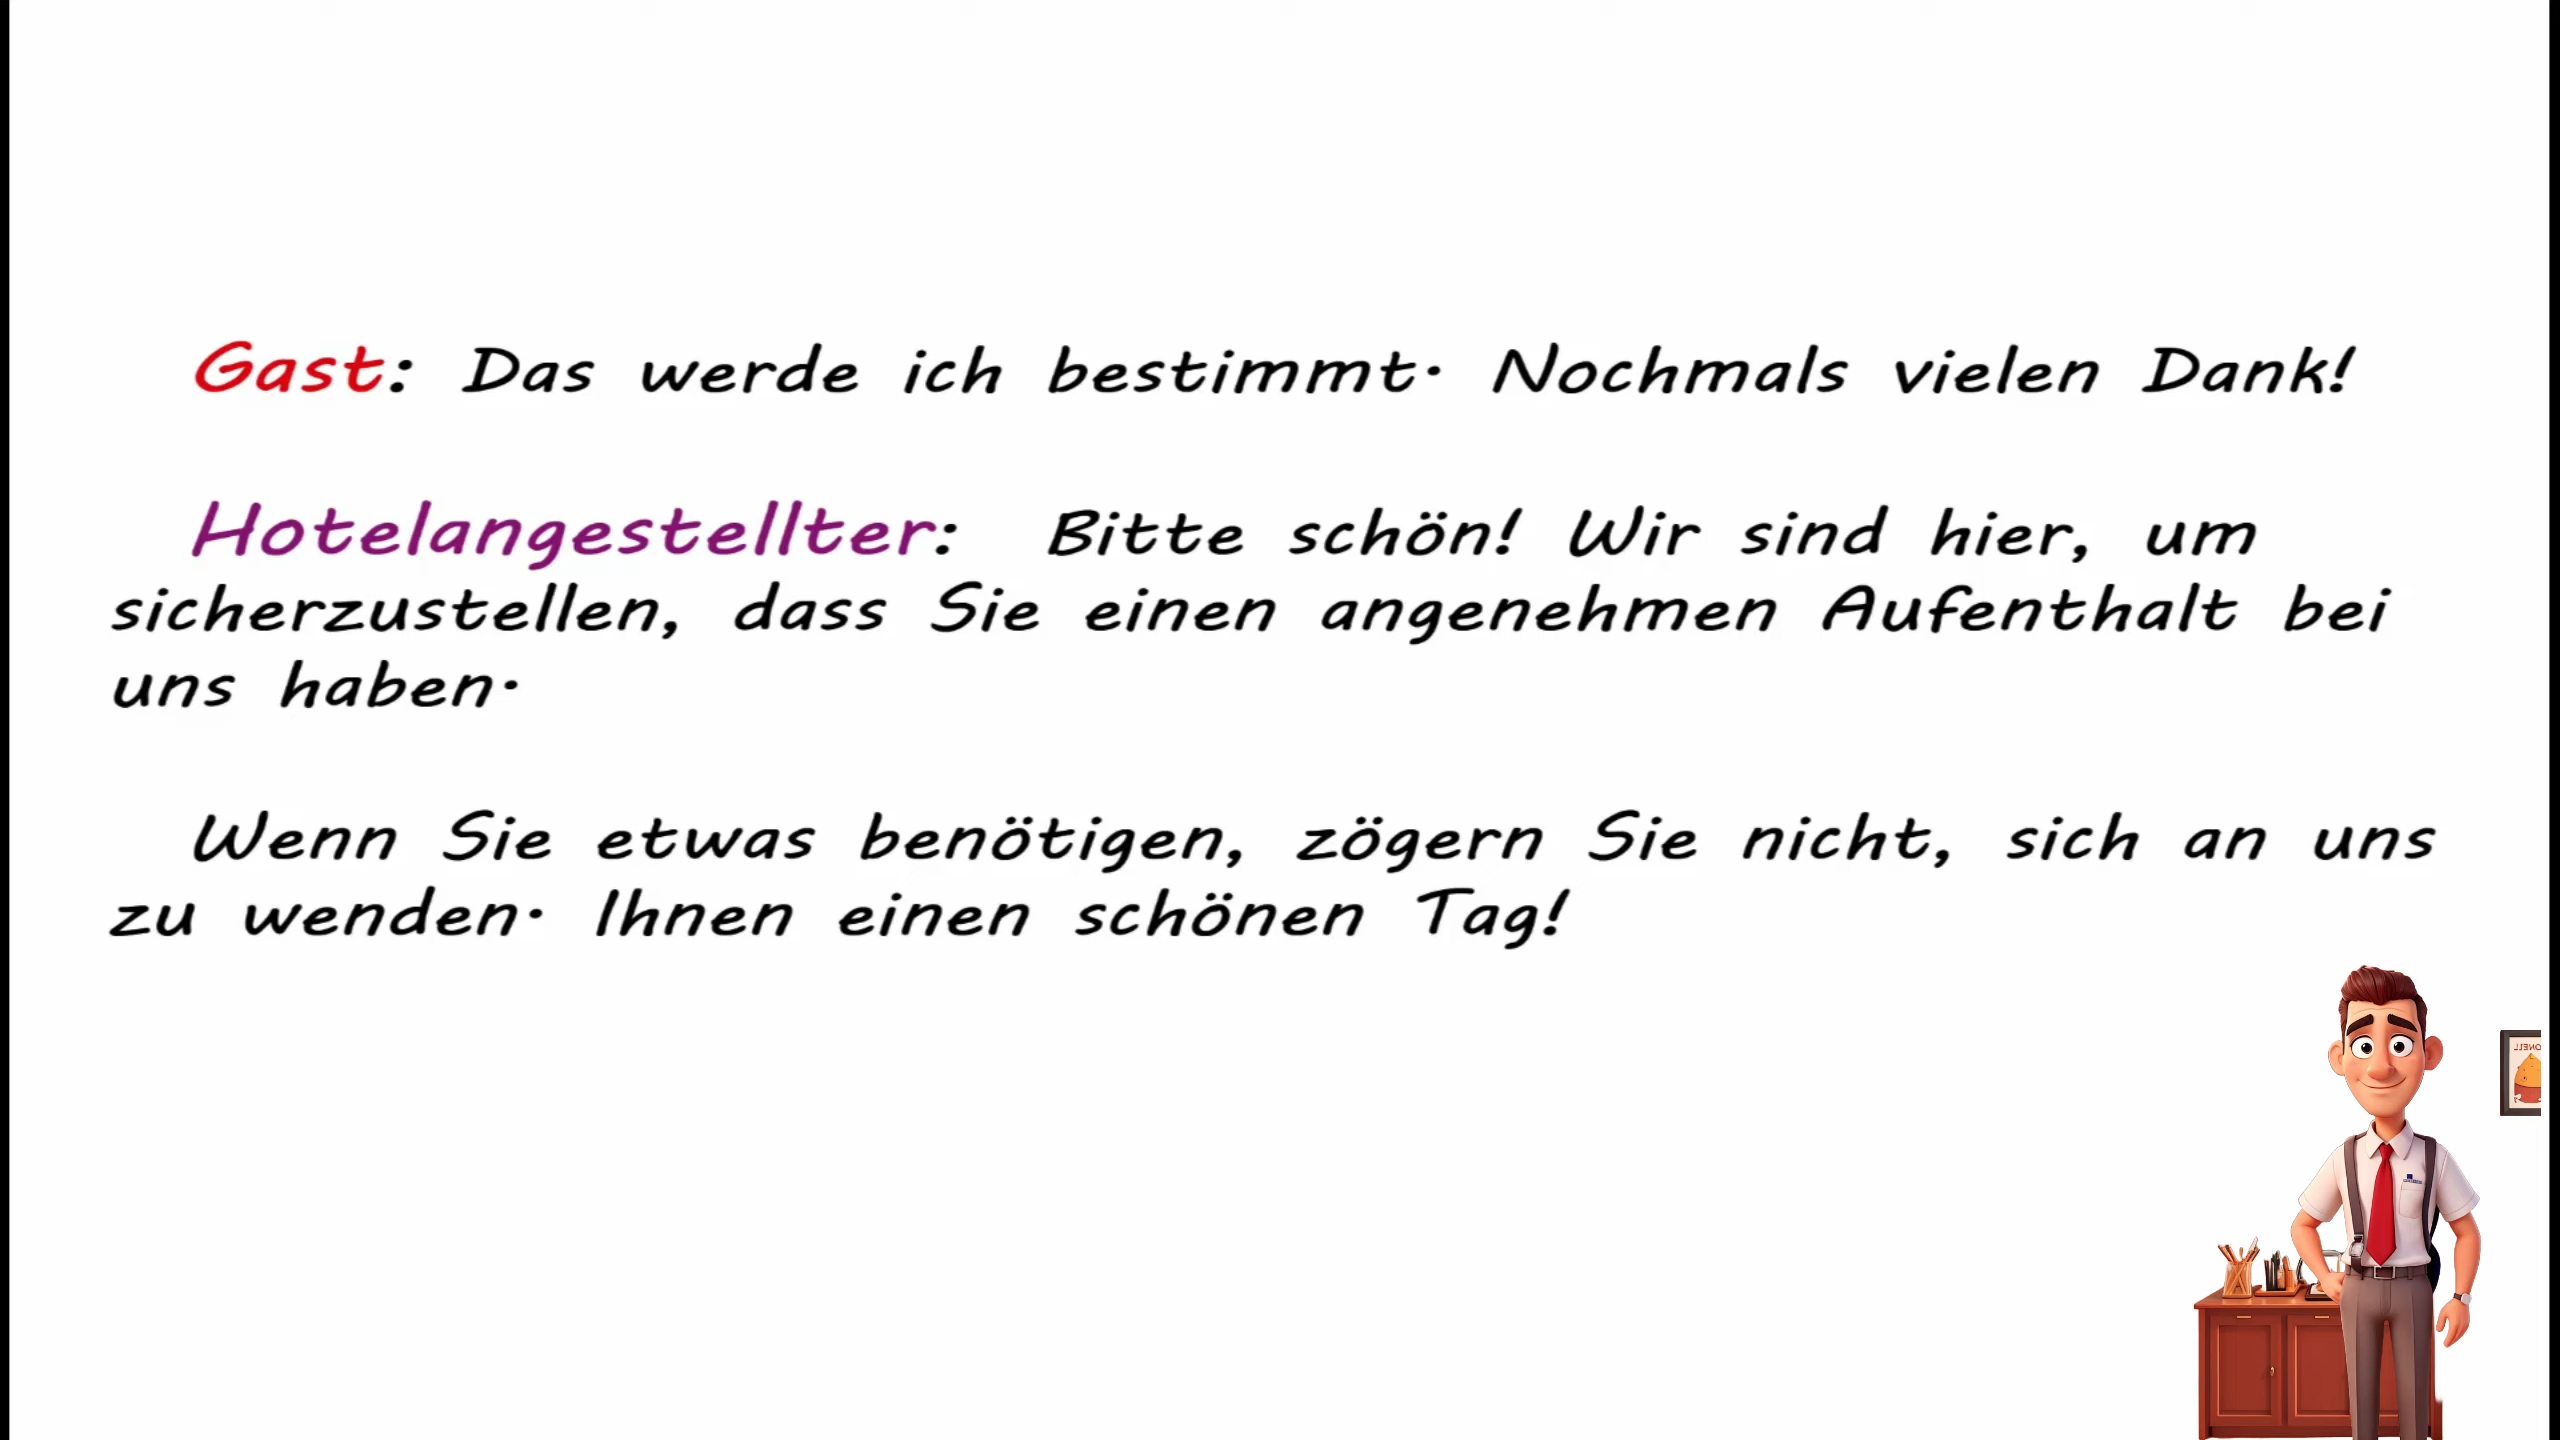 Gast: Das werde ich bestimmt. Nochmals vielen Dank!
Hotelangestellter: Bitte schön! Wir sind hier, um
sicherzustellen, dass Sie einen angenehmen Aufenthalt bei
uns haben.
Wenn Sie etwas benötigen, zögern Sie nicht, sich an uns
zu wenden. Ihnen einen schönen Tag!